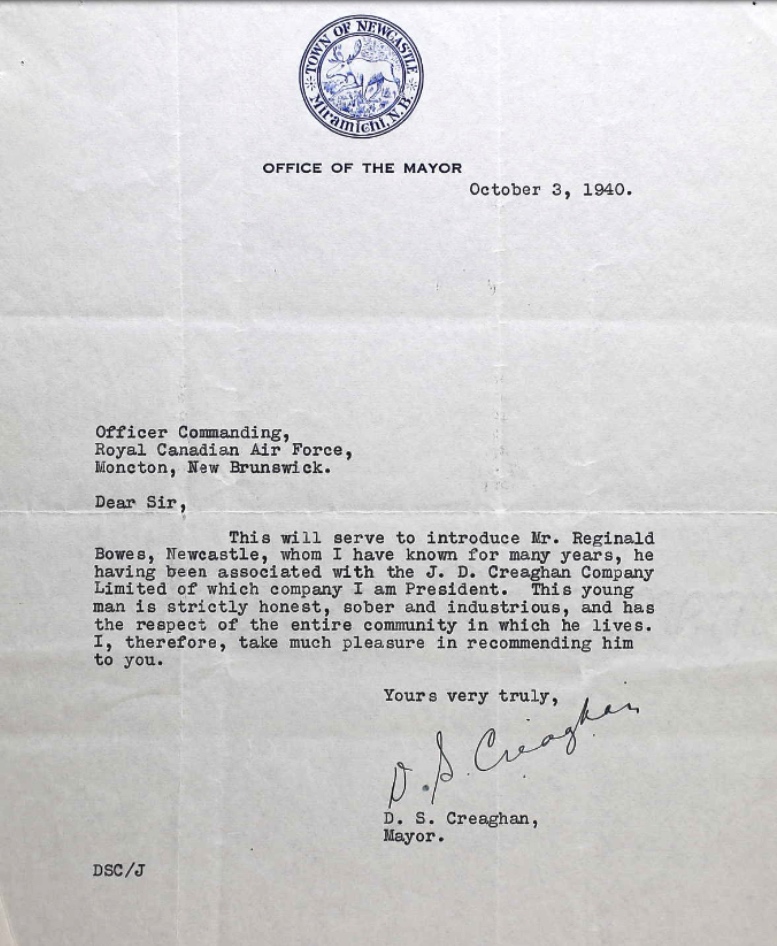 TOWN OF NEWCASTLE
Miramichi, N.B.
OFFICE OF THE MAYOR
October 3, 1940.
Officer Commanding,
Royal Canadian Air Force,
Moncton, New Brunswick.
Dear Sir,
This will serve to introduce Mr. Reginald
Bowes, Newcastle, whom I have known for many years, he
having been associated with the J. D. Creaghan Company
Limited of which company I am President. This young
man is strictly honest, sober and industrious, and has
the respect of the entire community in which he lives.
I, therefore, take much pleasure in recommending him
to you.
Yours very truly,
D. S. Creaghan
D. S. Creaghan,
Mayor.
DSC/J